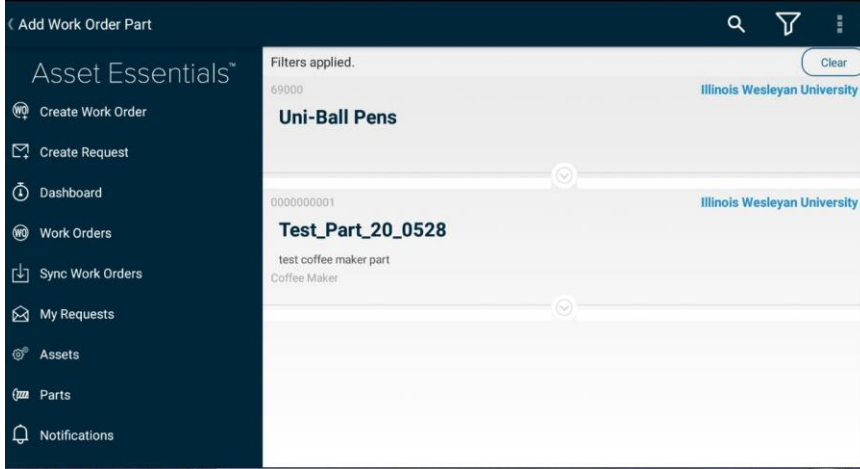 Add Work Order Part
Asset Essentials™
Create Work Order
Create Request
Dashboard
Work Orders
Sync Work Orders
My Requests
Assets
Parts
Notifications
Filters applied.
Clear
69000
Illinois Wesleyan University
Uni-Ball Pens
0000000001
Illinois Wesleyan University
Test_Part_20_0528
test coffee maker part
Coffee Maker